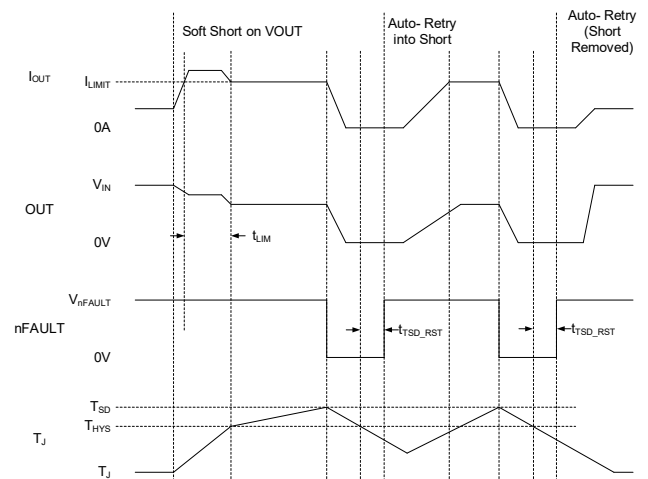 Soft Short on VOUT
Auto- Retry
into Short
Auto- Retry
(Short
Removed)
IOUT
ILIMIT
0A
VIN
OUT
0V
tLIM
VnFAULT
nFAULT
0V
tTSD_RST
tTSD_RST
TSD
THYS
TJ
TJ